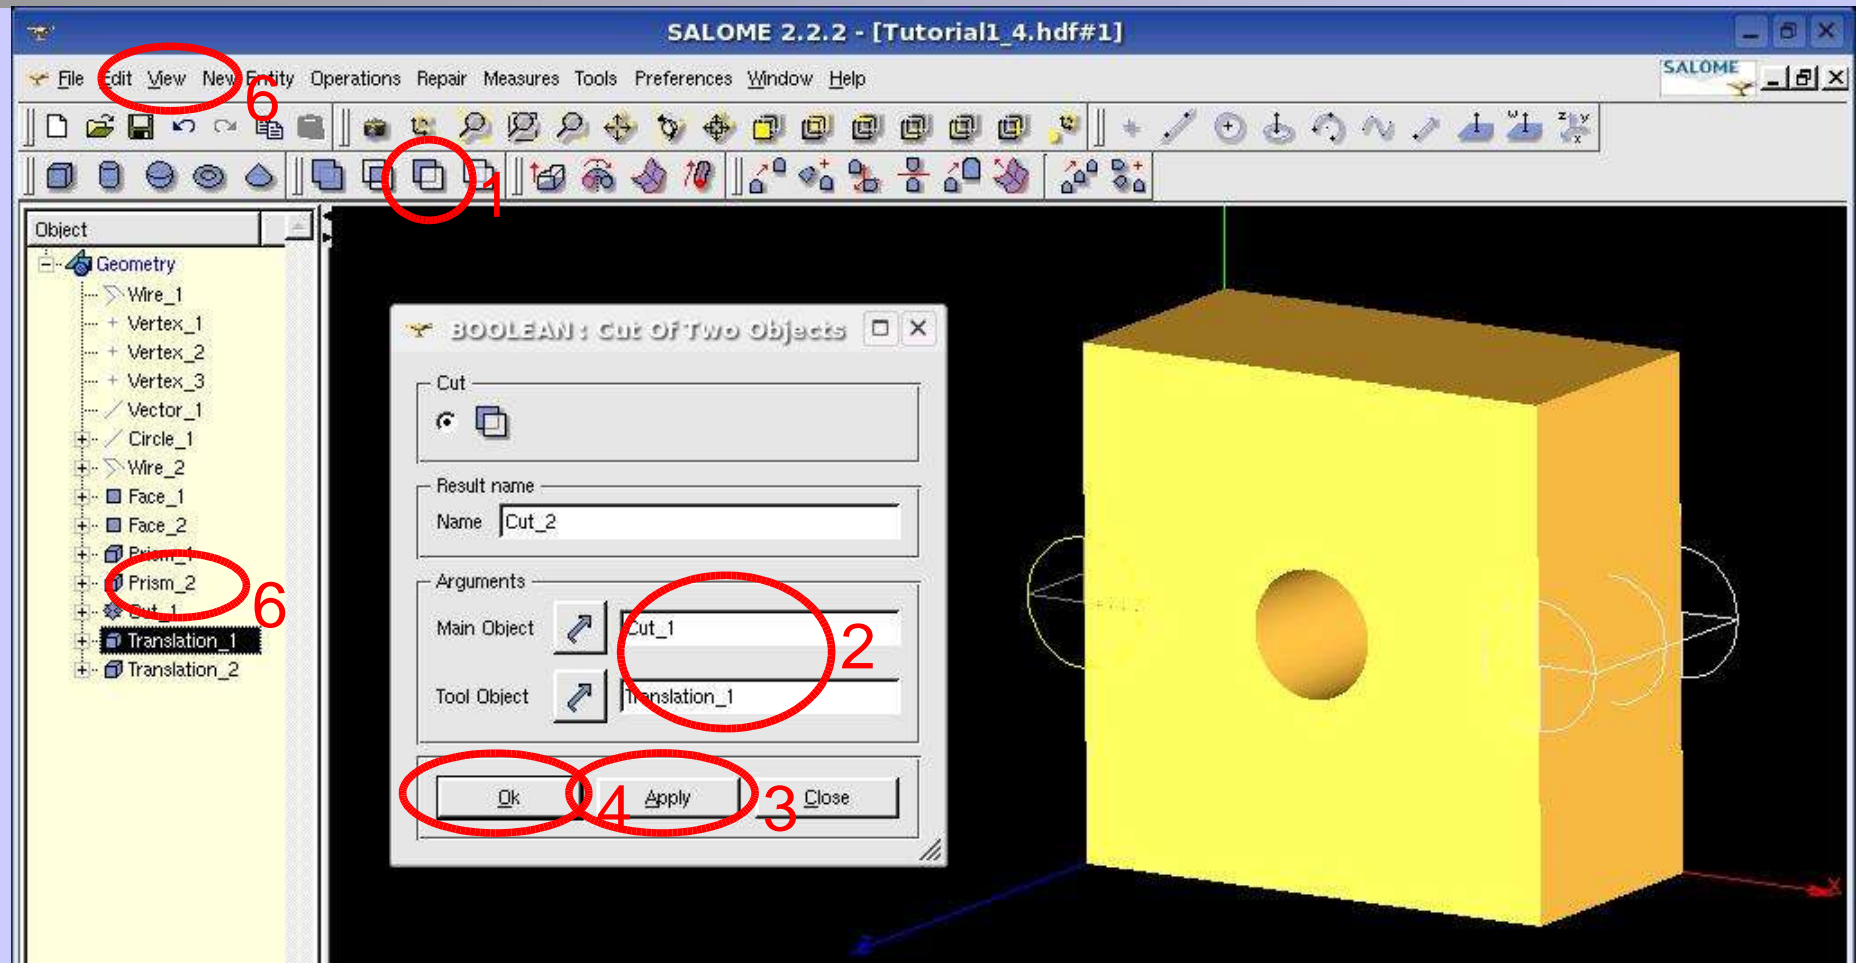 SALOME 2.2.2 - [Tutorial1_4.hdf#1]
File Edit View New Entity Operations Repair Measures Tools Preferences Window Help
SALOME
6
1
Object
Geometry
Wire_1
Vertex_1
Vertex_2
Vertex_3
Vector_1
Circle_1
Wire_2
Face_1
Face_2
Prism_1
Prism_2
6
Cut_1
Translation_1
Translation_2
BOOLEAN : Cut Of Two Objects
Cut
Result name
Name Cut_2
Arguments
Main Object Cut_1
2
Tool Object Translation_1
Ok 4 Apply 3 Close
X
Z